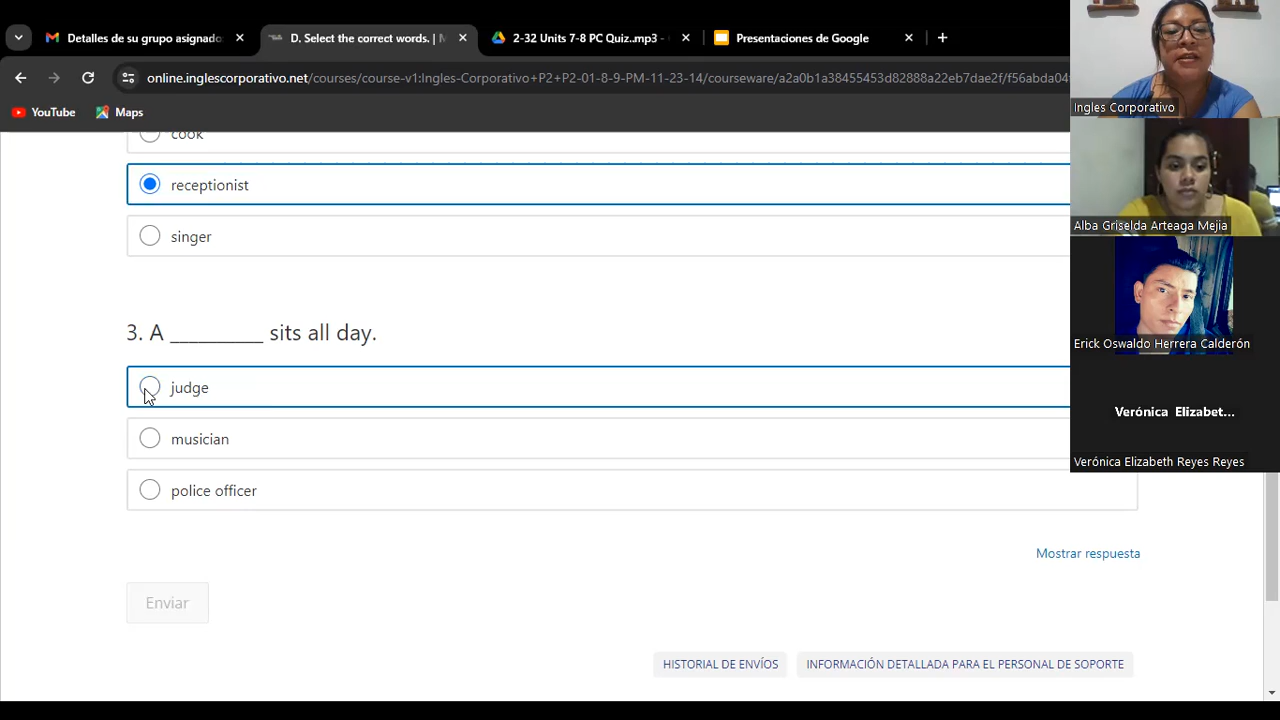 Detalles de su grupo asignado
D. Select the correct words. |
2-32 Units 7-8 PC Quiz..mp3 -
Presentaciones de Google
online.inglescorporativo.net/courses/course-v1:Ingles-Corporativo+P2+P2-01-8-9-PM-11-23-14/courseware/a2a0b1a38455453d82888a22eb7dae2f/f56abda04
YouTube
Maps
cook
receptionist
singer
3. A __________ sits all day.
judge
musician
police officer
Mostrar respuesta
Enviar
HISTORIAL DE ENVÍOS
INFORMACIÓN DETALLADA PARA EL PERSONAL DE SOPORTE
Ingles Corporativo
Alba Griselda Arteaga Mejia
Erick Oswaldo Herrera Calderón
Verónica Elizabet...
Verónica Elizabeth Reyes Reyes